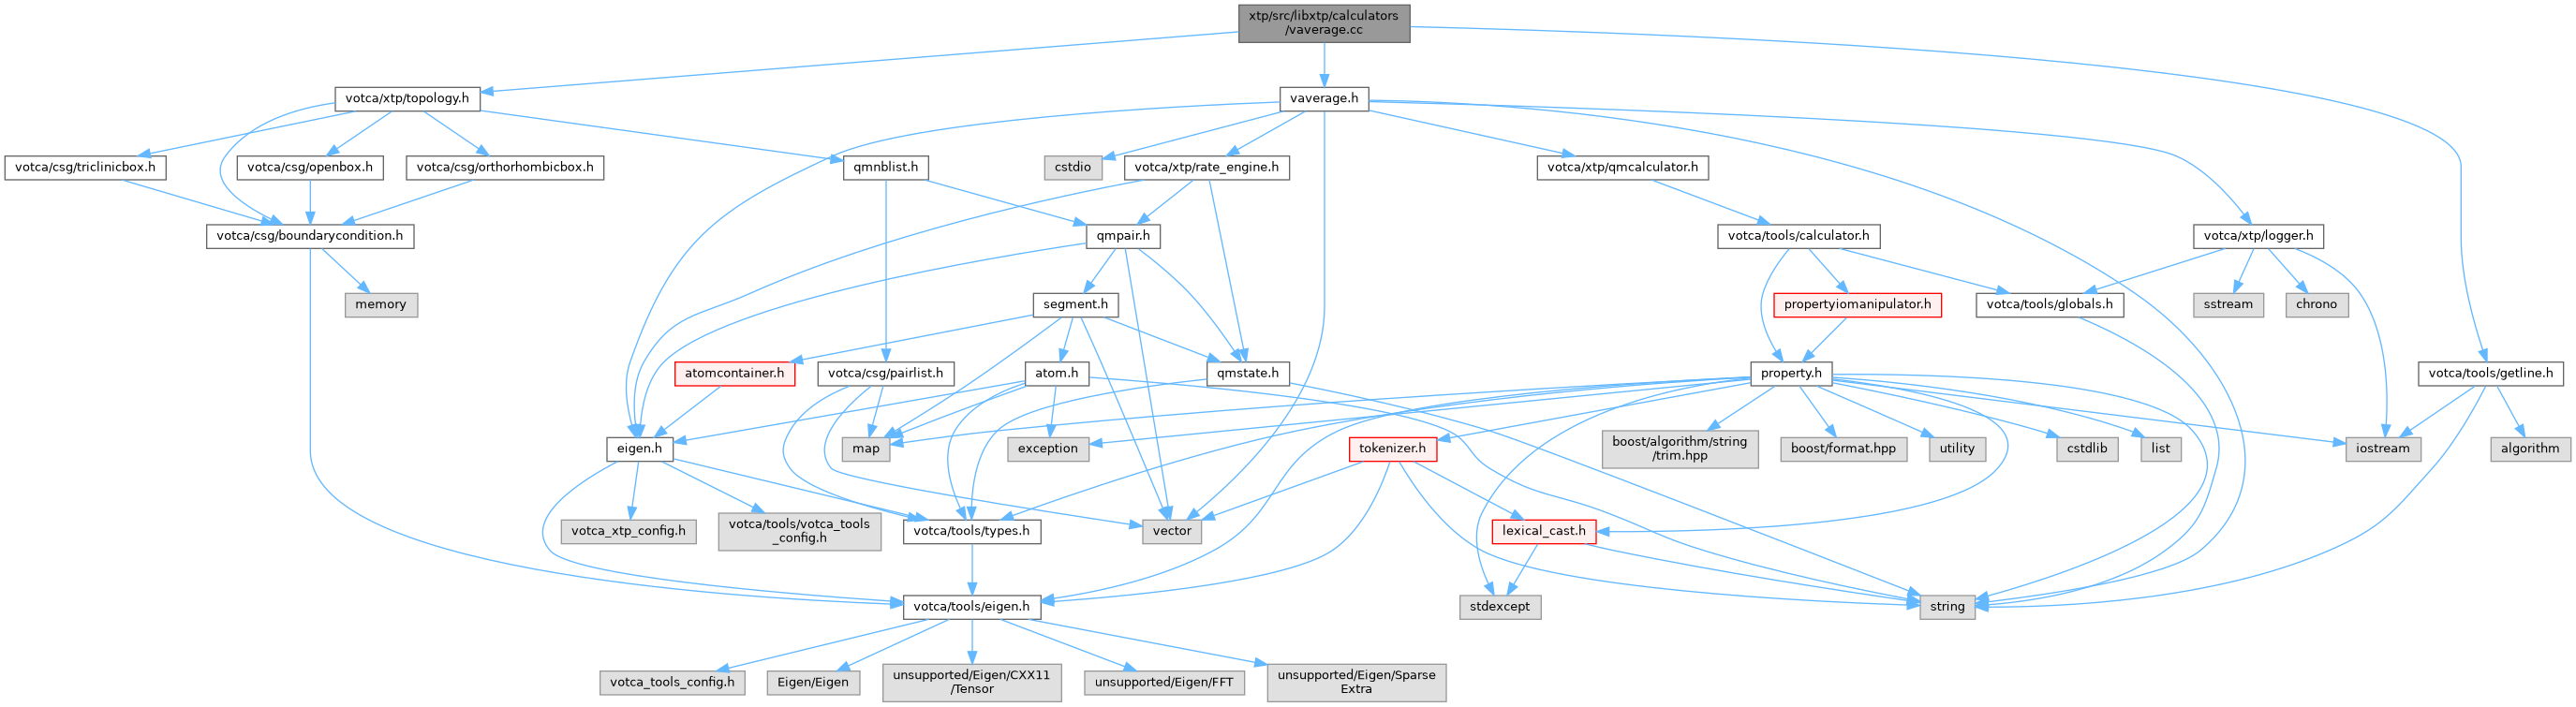 xtp/src/libxtp/calculators
/vaverage.cc
votca/xtp/topology.h
vaverage.h
votca/csg/triclinicbox.h
votca/csg/openbox.h
votca/csg/orthorhombicbox.h
qmnblist.h
cstdio
votca/xtp/rate_engine.h
votca/xtp/qmcalculator.h
votca/csg/boundarycondition.h
qmpair.h
votca/tools/calculator.h
votca/xtp/logger.h
memory
segment.h
propertyiomanipulator.h
votca/tools/globals.h
sstream
chrono
atomcontainer.h
votca/csg/pairlist.h
atom.h
qmstate.h
property.h
votca/tools/getline.h
eigen.h
map
exception
tokenizer.h
boost/algorithm/string
/trim.hpp
boost/format.hpp
utility
cstdlib
list
iostream
algorithm
votca_xtp_config.h
votca/tools/votca_tools
_config.h
votca/tools/types.h
vector
lexical_cast.h
votca/tools/eigen.h
stdexcept
string
votca_tools_config.h
Eigen/Eigen
unsupported/Eigen/CXX11
/Tensor
unsupported/Eigen/FFT
unsupported/Eigen/Sparse
Extra